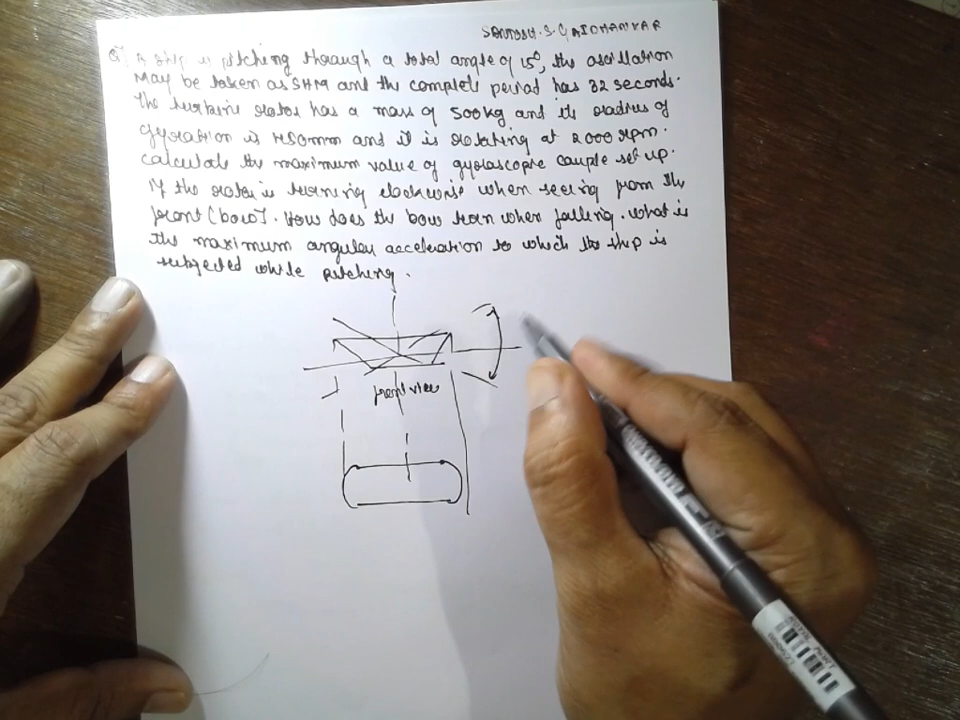 SANTOSH.S.GAIDHANKAR
Q. A ship is pitching through a total angle of 15°, the oscillation
may be taken as SHM and the complete period has 32 seconds.
The turbine rotor has a mass of 500kg and its radius of
gyration is 450mm and it is rotating at 2000 rpm.
calculate the maximum value of gyroscopic couple set up.
If the rotor is turning clockwise when seeing from the
front (bow). How does the bow turn when falling. what is
the maximum angular acceleration to which the ship is
subjected while pitching.
front view